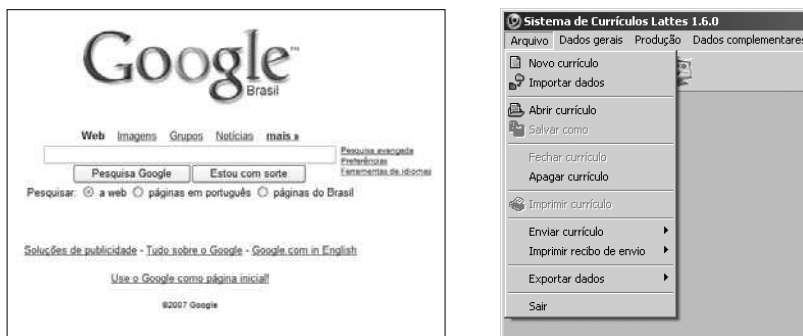 Google™
Brasil
Web Imagens Grupos Notícias mais »
Pesquisa avançada
Preferências
Ferramentas de idiomas
Pesquisa Google Estou com sorte
Pesquisar: a web páginas em português páginas do Brasil
Soluções de publicidade - Tudo sobre o Google - Google.com in English
Use o Google como página inicial!
©2007 Google
Sistema de Currículos Lattes 1.6.0
Arquivo Dados gerais Produção Dados complementares
Novo currículo
Importar dados
Abrir currículo
Salvar como
Fechar currículo
Apagar currículo
Imprimir currículo
Enviar currículo
Imprimir recibo de envio
Exportar dados
Sair